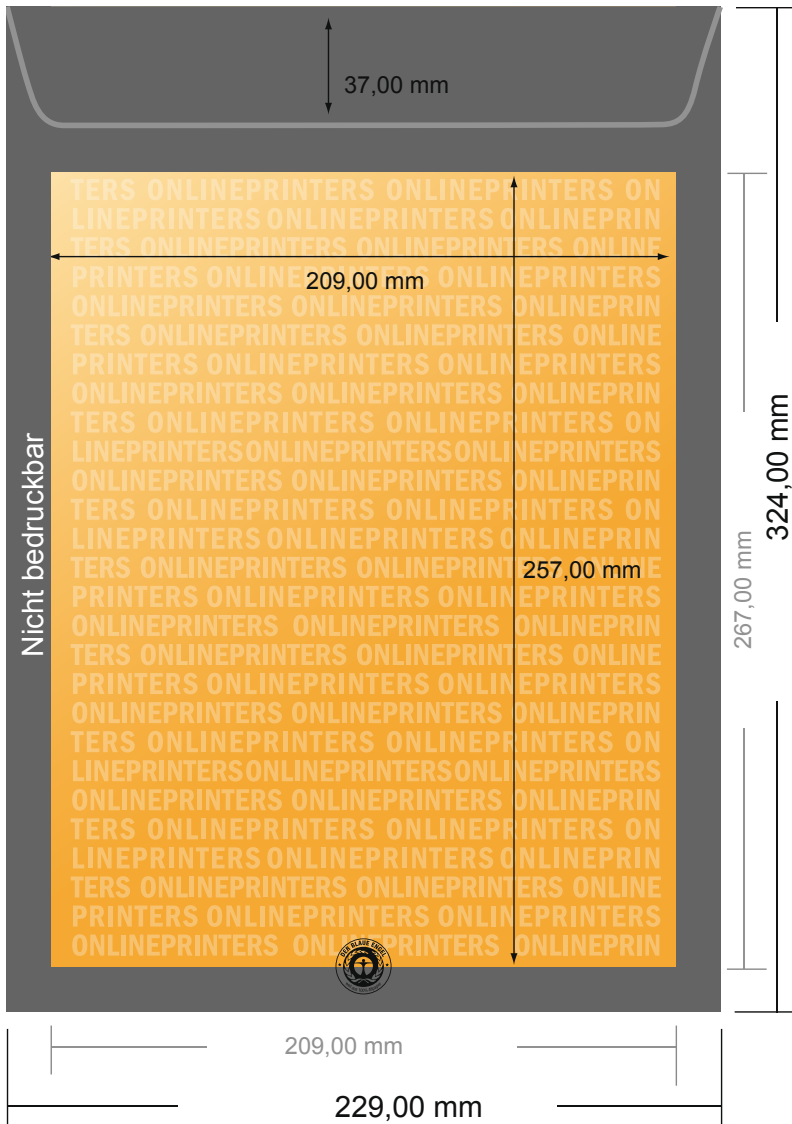 37,00 mm
TERS ONLINEPRINTERS ONLINEPRINTERS ON
LINEPRINTERS ONLINEPRINTERS ONLINEPRIN
TERS ONLINEPRINTERS ONLINEPRINTERS ONLINE
PRINTERS ONLINEPRINTERS ONLINEPRINTERS
209,00 mm
ONLINEPRINTERS ONLINEPRINTERS ONLINEPRIN
TERS ONLINEPRINTERS ONLINEPRINTERS ONLINE
PRINTERS ONLINEPRINTERS ONLINEPRINTERS
ONLINEPRINTERS ONLINEPRINTERS ONLINEPRIN
TERS ONLINEPRINTERS ONLINEPRINTERS ON
LINEPRINTERSONLINEPRINTERSONLINEPRINTERS
ONLINEPRINTERS ONLINEPRINTERS ONLINEPRIN
TERS ONLINEPRINTERS ONLINEPRINTERS ON
LINEPRINTERS ONLINEPRINTERS ONLINEPRIN
TERS ONLINEPRINTERS ONLINEPRINTERS ONLINE
257,00 mm
PRINTERS ONLINEPRINTERS ONLINEPRINTERS
ONLINEPRINTERS ONLINEPRINTERS ONLINEPRIN
TERS ONLINEPRINTERS ONLINEPRINTERS ONLINE
PRINTERS ONLINEPRINTERS ONLINEPRINTERS
ONLINEPRINTERS ONLINEPRINTERS ONLINEPRIN
TERS ONLINEPRINTERS ONLINEPRINTERS ON
LINEPRINTERSONLINEPRINTERSONLINEPRINTERS
ONLINEPRINTERS ONLINEPRINTERS ONLINEPRIN
TERS ONLINEPRINTERS ONLINEPRINTERS ON
LINEPRINTERS ONLINEPRINTERS ONLINEPRIN
TERS ONLINEPRINTERS ONLINEPRINTERS ONLINE
PRINTERS ONLINEPRINTERS ONLINEPRINTERS
ONLINEPRINTERS ONLINEPRINTERS ONLINEPRIN
DER BLAUE ENGEL
Nicht bedruckbar
267,00 mm
324,00 mm
209,00 mm
229,00 mm